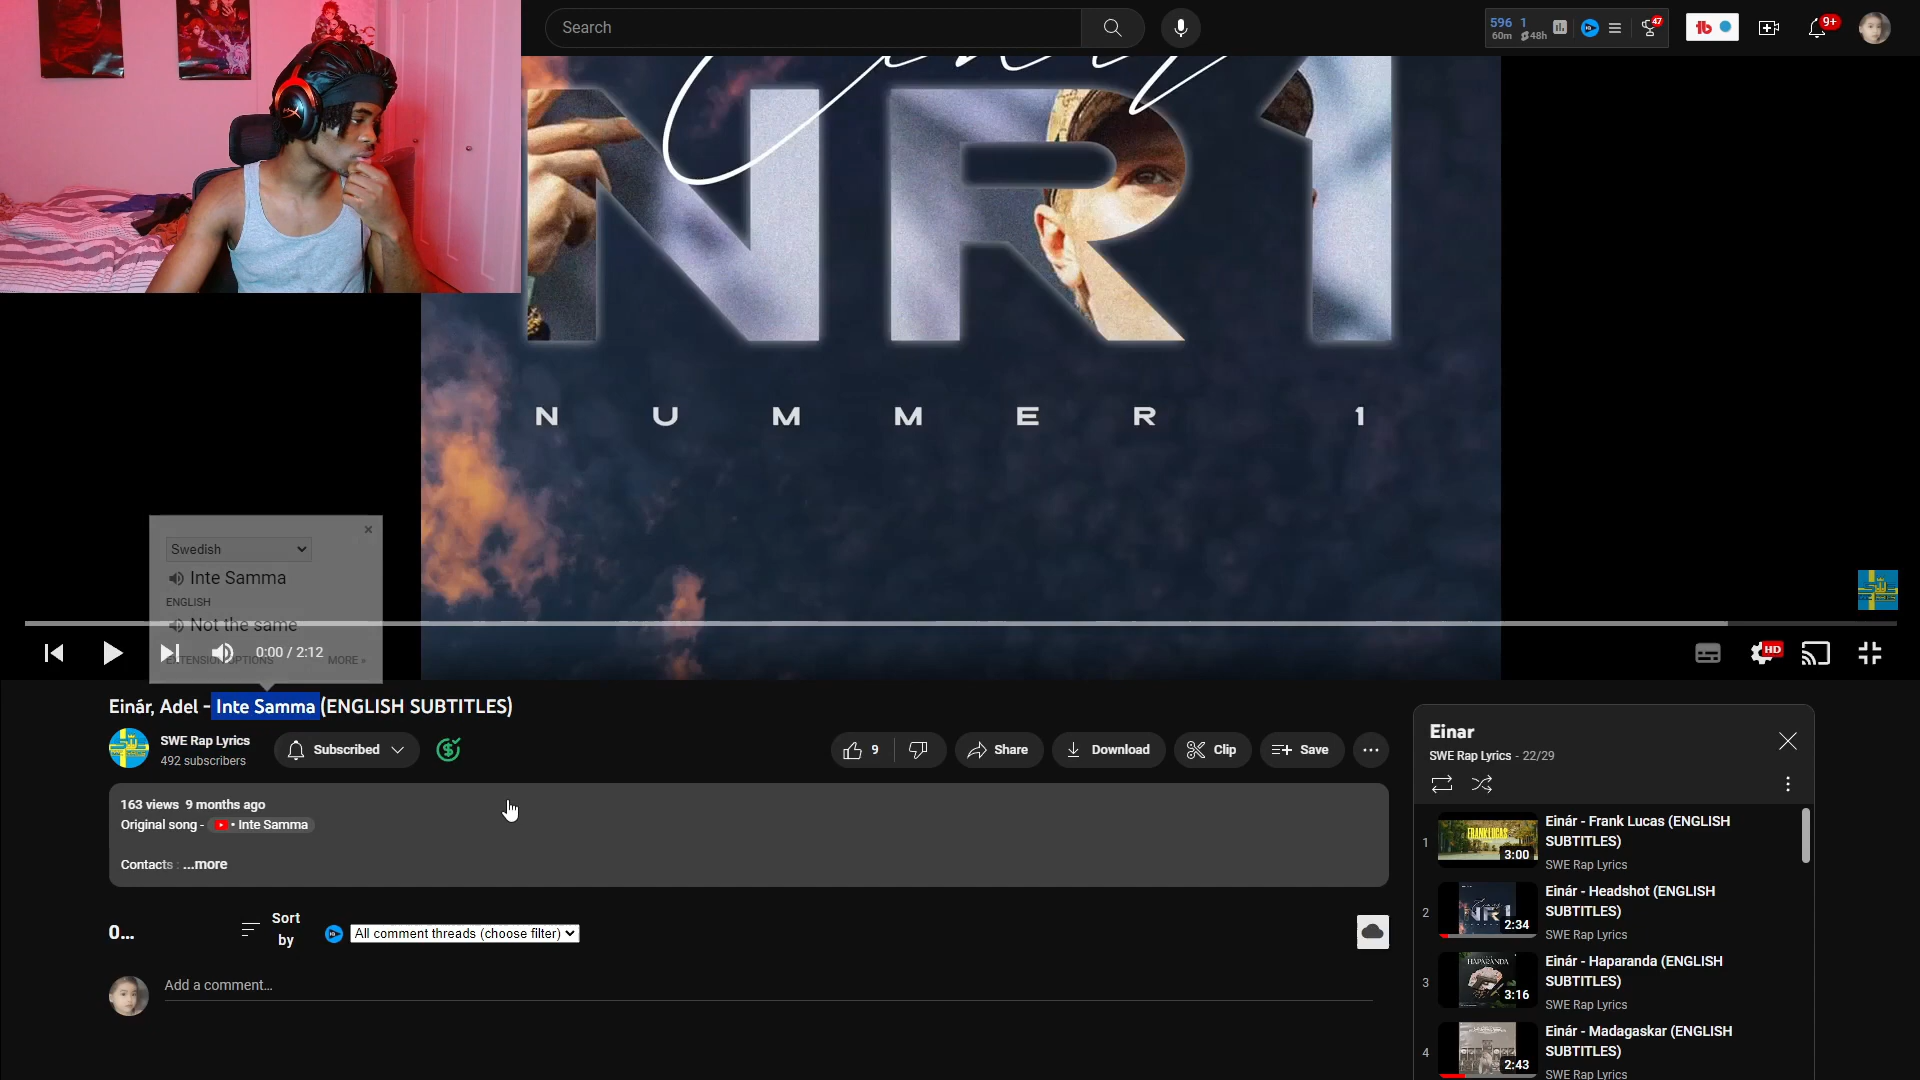 Search
596 1
60m 48h
47
9+
NR1
NUMMER 1
Swedish
Inte Samma
ENGLISH
Not the same
EXTENSION OPTIONS MORE »
0:00 / 2:12
HD
Einár, Adel - Inte Samma (ENGLISH SUBTITLES)
SWE Rap Lyrics
492 subscribers
Subscribed
9
Share
Download
Clip
Save
163 views 9 months ago
Original song - • Inte Samma
Contacts : ...more
0...
Sort
by
All comment threads (choose filter)
Add a comment...
Einar
SWE Rap Lyrics - 22/29
1
3:00
Einár - Frank Lucas (ENGLISH
SUBTITLES)
SWE Rap Lyrics
2
2:34
Einár - Headshot (ENGLISH
SUBTITLES)
SWE Rap Lyrics
3
3:16
Einár - Haparanda (ENGLISH
SUBTITLES)
SWE Rap Lyrics
4
2:43
Einár - Madagaskar (ENGLISH
SUBTITLES)
SWE Rap Lyrics